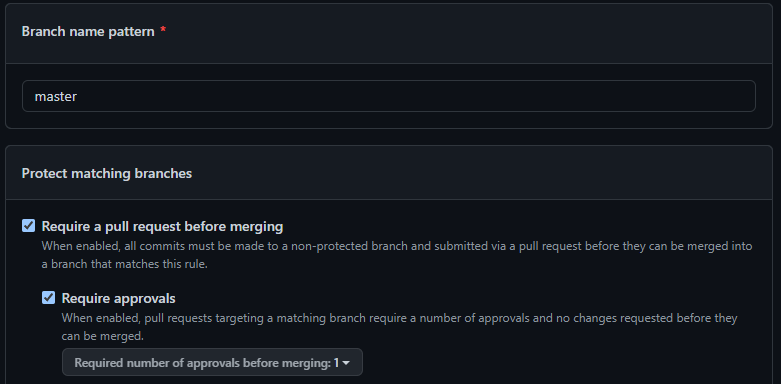 Branch name pattern *
master
Protect matching branches
Require a pull request before merging
When enabled, all commits must be made to a non-protected branch and submitted via a pull request before they can be merged into
a branch that matches this rule.
Require approvals
When enabled, pull requests targeting a matching branch require a number of approvals and no changes requested before they
can be merged.
Required number of approvals before merging: 1